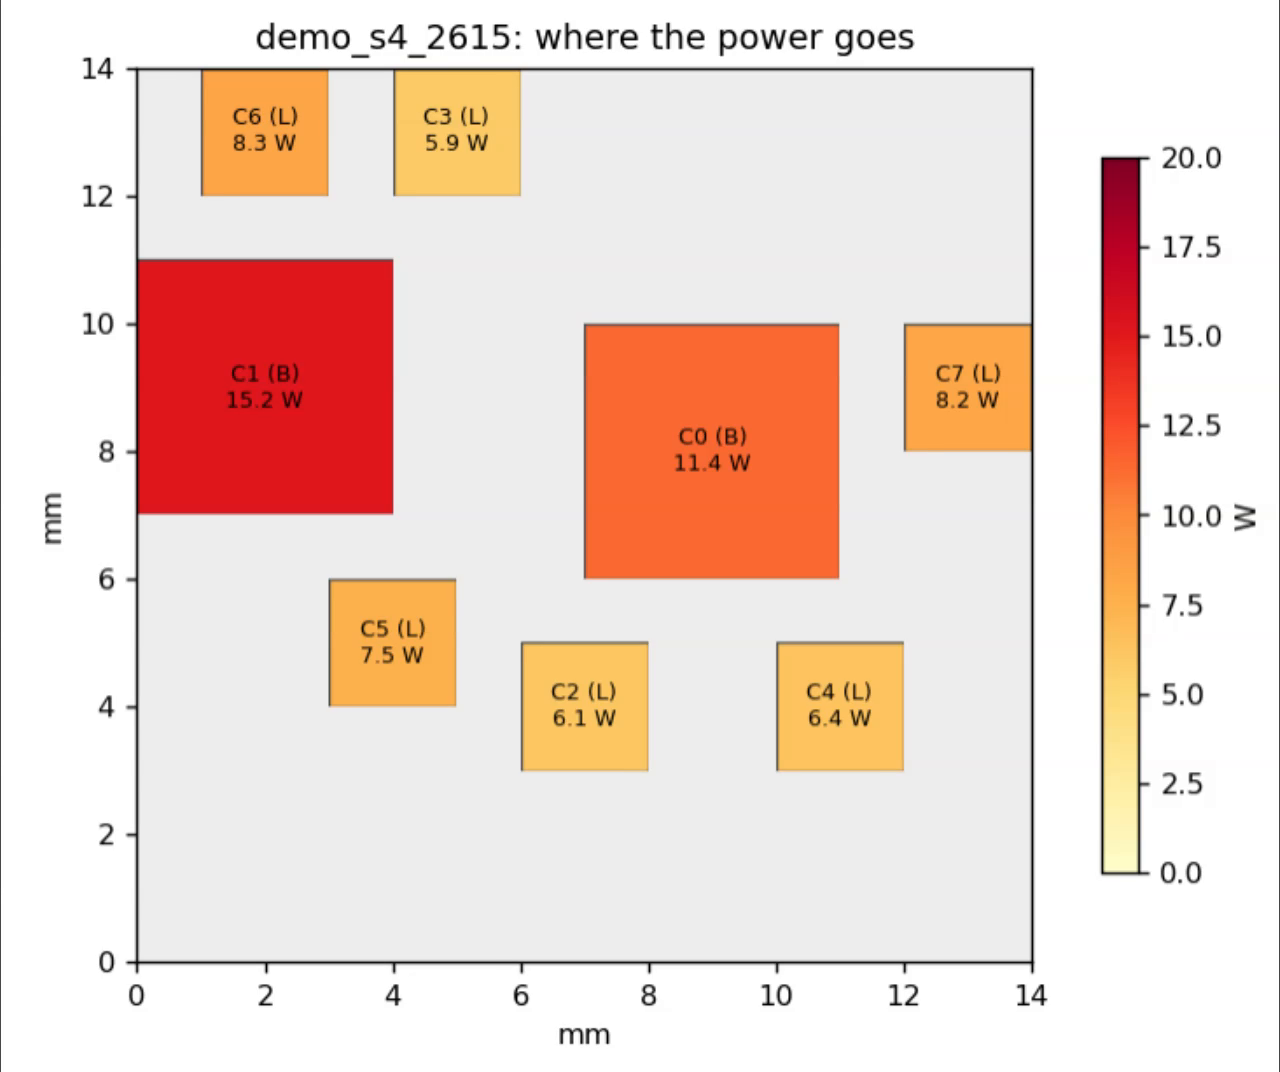 demo_s4_2615: where the power goes
14
12
10
8
6
4
2
0
mm
C6 (L)
8.3 W
C3 (L)
5.9 W
C1 (B)
15.2 W
C0 (B)
11.4 W
C7 (L)
8.2 W
C5 (L)
7.5 W
C2 (L)
6.1 W
C4 (L)
6.4 W
0 2 4 6 8 10 12 14
mm
20.0
17.5
15.0
12.5
10.0
7.5
5.0
2.5
0.0
W